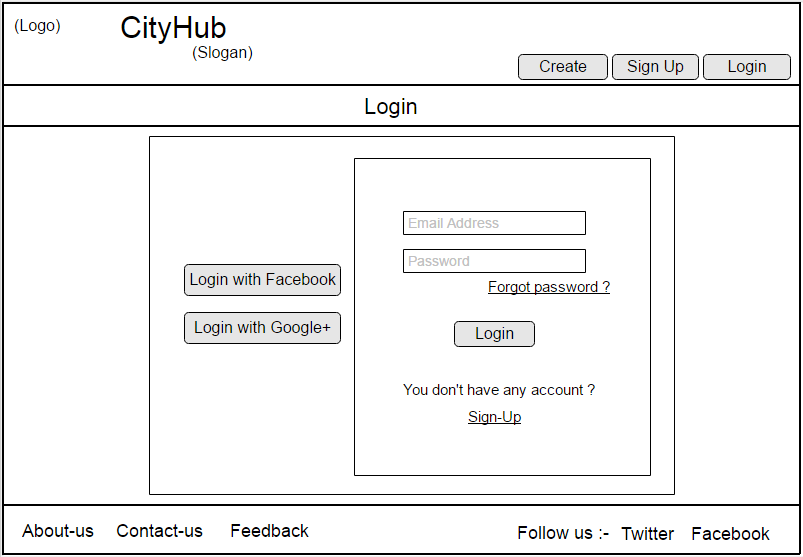 (Logo)
CityHub
(Slogan)
Create
Sign Up
Login
Login
Login with Facebook
Login with Google+
Email Address
Password
Forgot password ?
Login
You don't have any account ?
Sign-Up
About-us
Contact-us
Feedback
Follow us :-
Twitter
Facebook